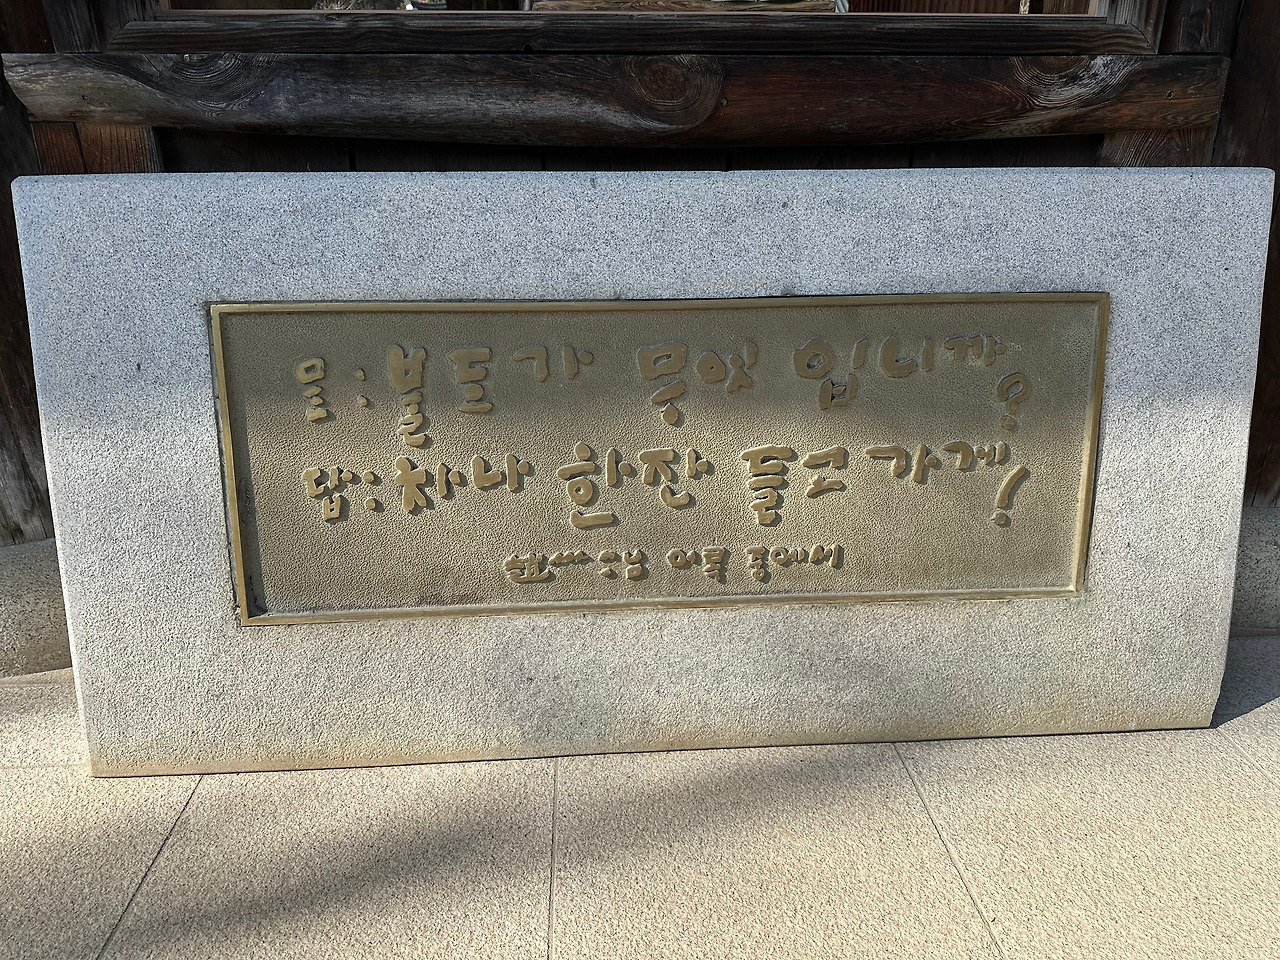 문: 불도가 무엇 입니까?
답: 차나 한잔 들고 가게!
어록 중에서